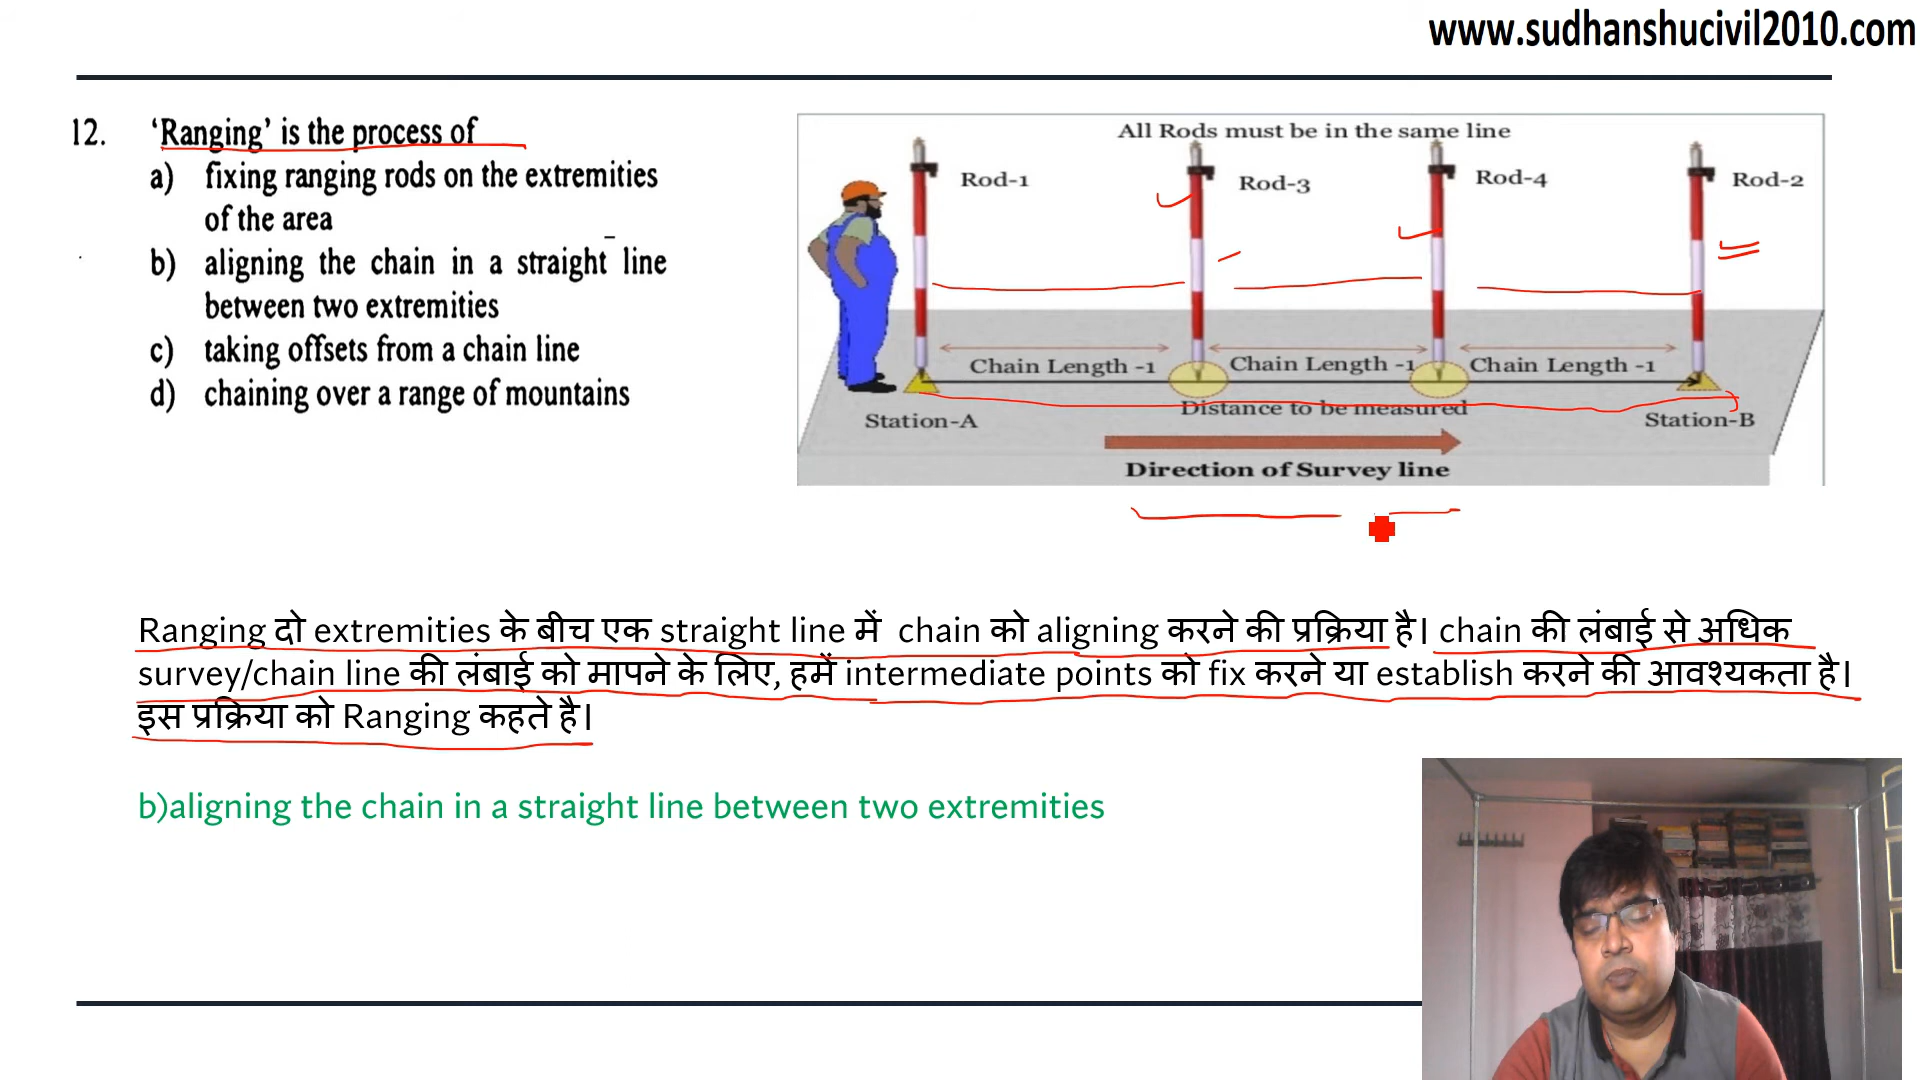 www.sudhanshucivil2010.com
12. ‘Ranging’ is the process of
a) fixing ranging rods on the extremities
of the area
b) aligning the chain in a straight line
between two extremities
c) taking offsets from a chain line
d) chaining over a range of mountains
All Rods must be in the same line
Rod-1 Rod-3 Rod-4 Rod-2
Chain Length -1 Chain Length -1 Chain Length -1
Distance to be measured
Station-A Station-B
Direction of Survey line
Ranging दो extremities के बीच एक straight line में chain को aligning करने की प्रक्रिया है। chain की लंबाई से अधिक
survey/chain line की लंबाई को मापने के लिए, हमें intermediate points को fix करने या establish करने की आवश्यकता है।
इस प्रक्रिया को Ranging कहते है।
b)aligning the chain in a straight line between two extremities